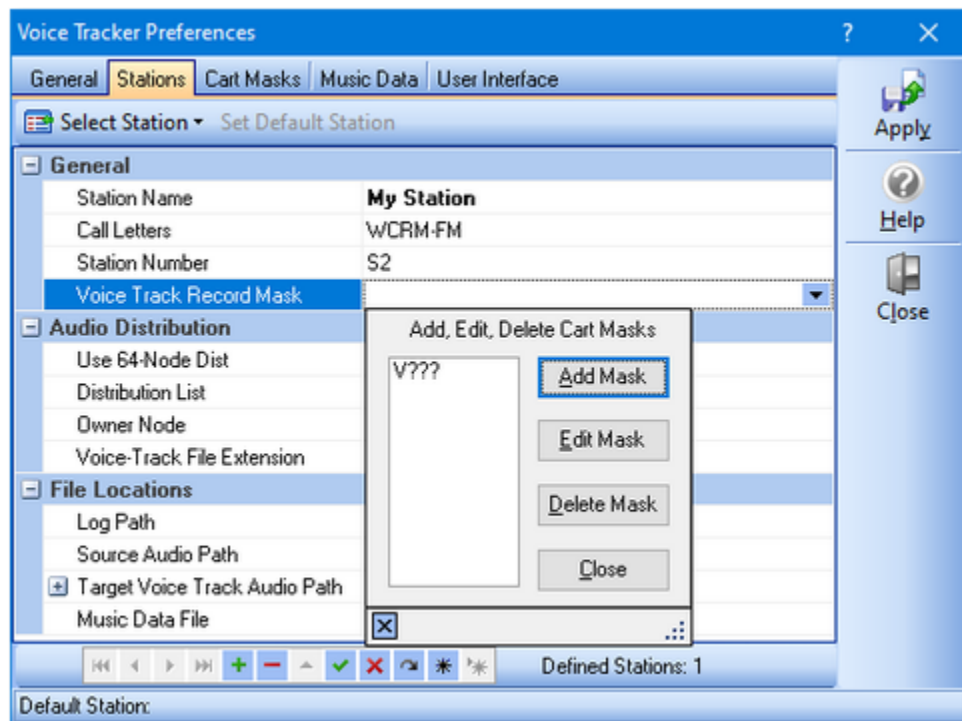 Voice Tracker Preferences ?
General Stations Cart Masks Music Data User Interface
Select Station Set Default Station
Apply
Help
Close
General
Station Name My Station
Call Letters WCRM-FM
Station Number S2
Voice Track Record Mask
Audio Distribution
Use 64-Node Dist
Distribution List
Owner Node
Voice-Track File Extension
File Locations
Log Path
Source Audio Path
Target Voice Track Audio Path
Music Data File
Add, Edit, Delete Cart Masks
V???
Add Mask
Edit Mask
Delete Mask
Close
Defined Stations: 1
Default Station: